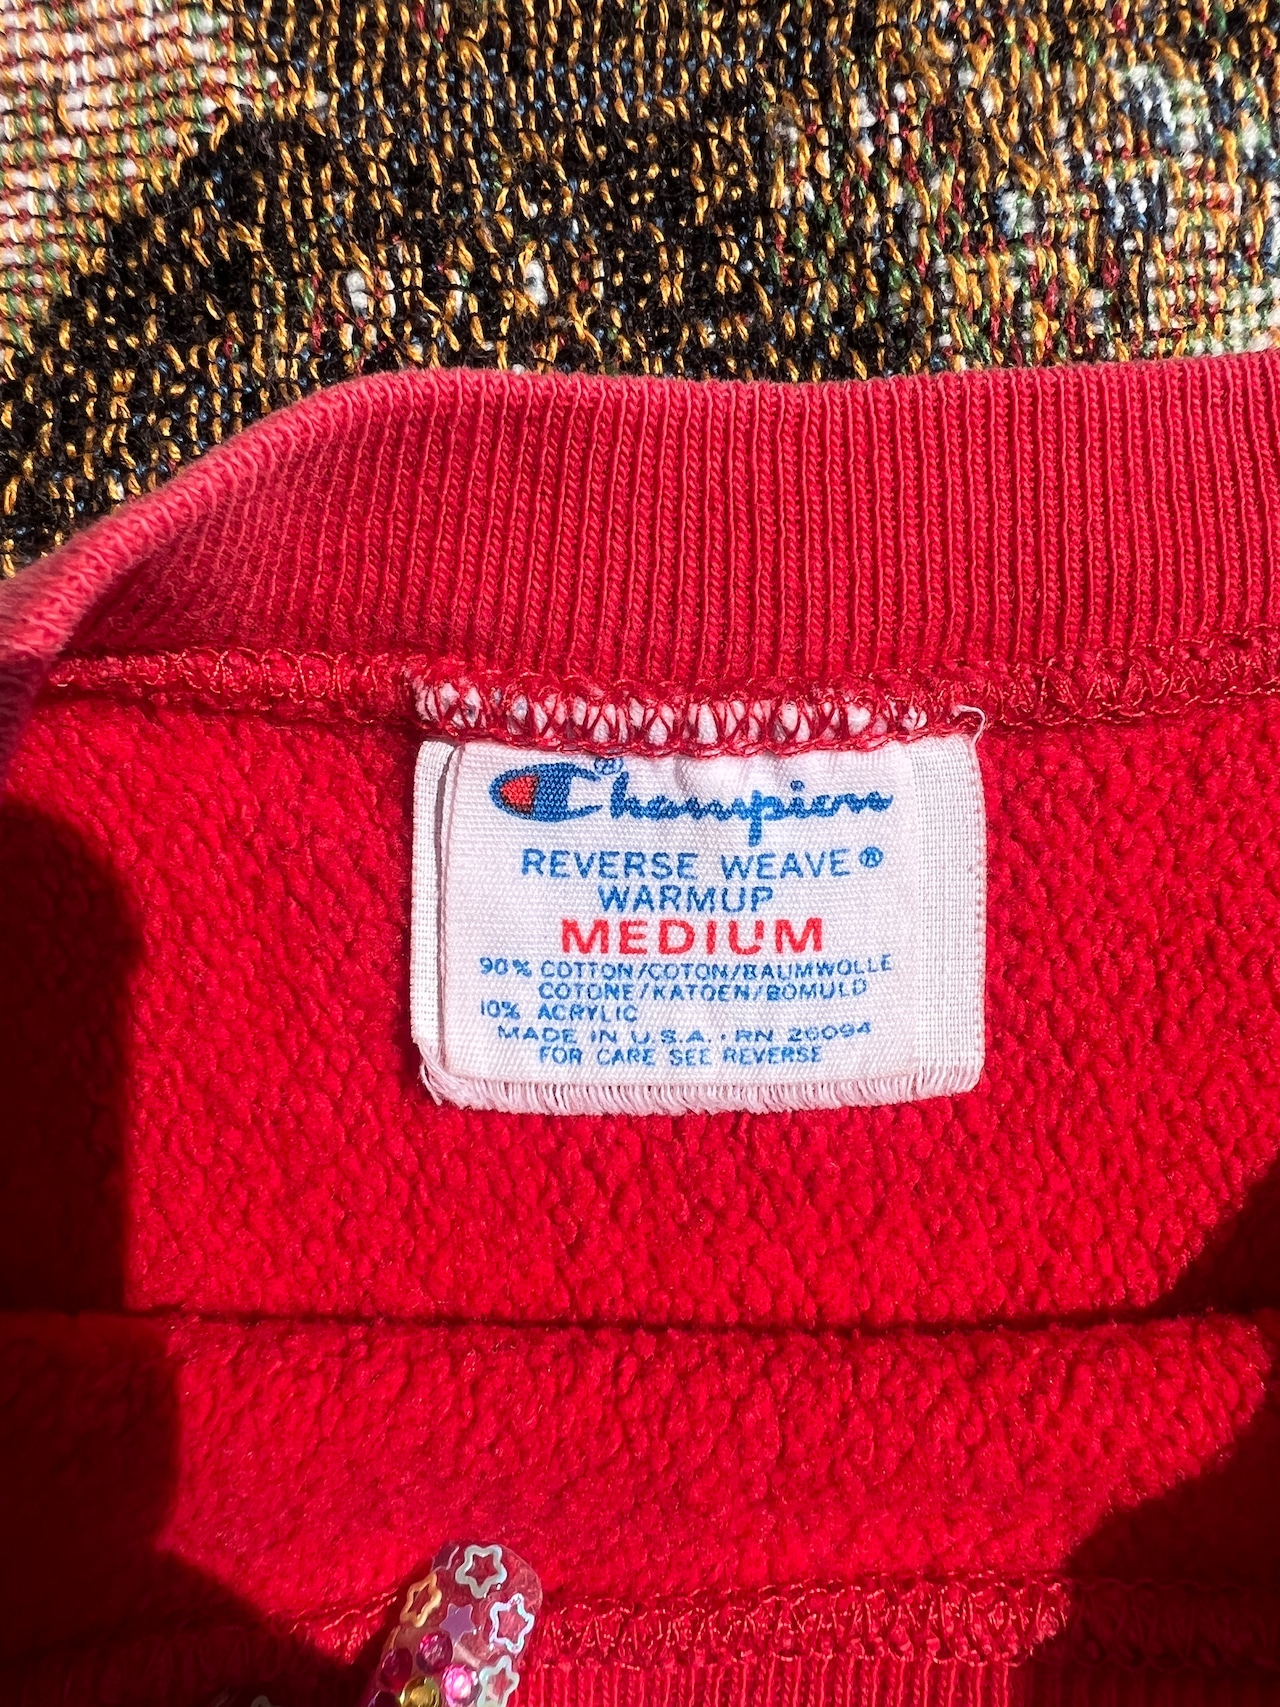 Champion®
REVERSE WEAVE®
WARMUP
MEDIUM
90% COTTON/COTON/BAUMWOLLE
COTONE/KATOEN/BOMULD
10% ACRYLIC
MADE IN U.S.A. · RN 26094
FOR CARE SEE REVERSE